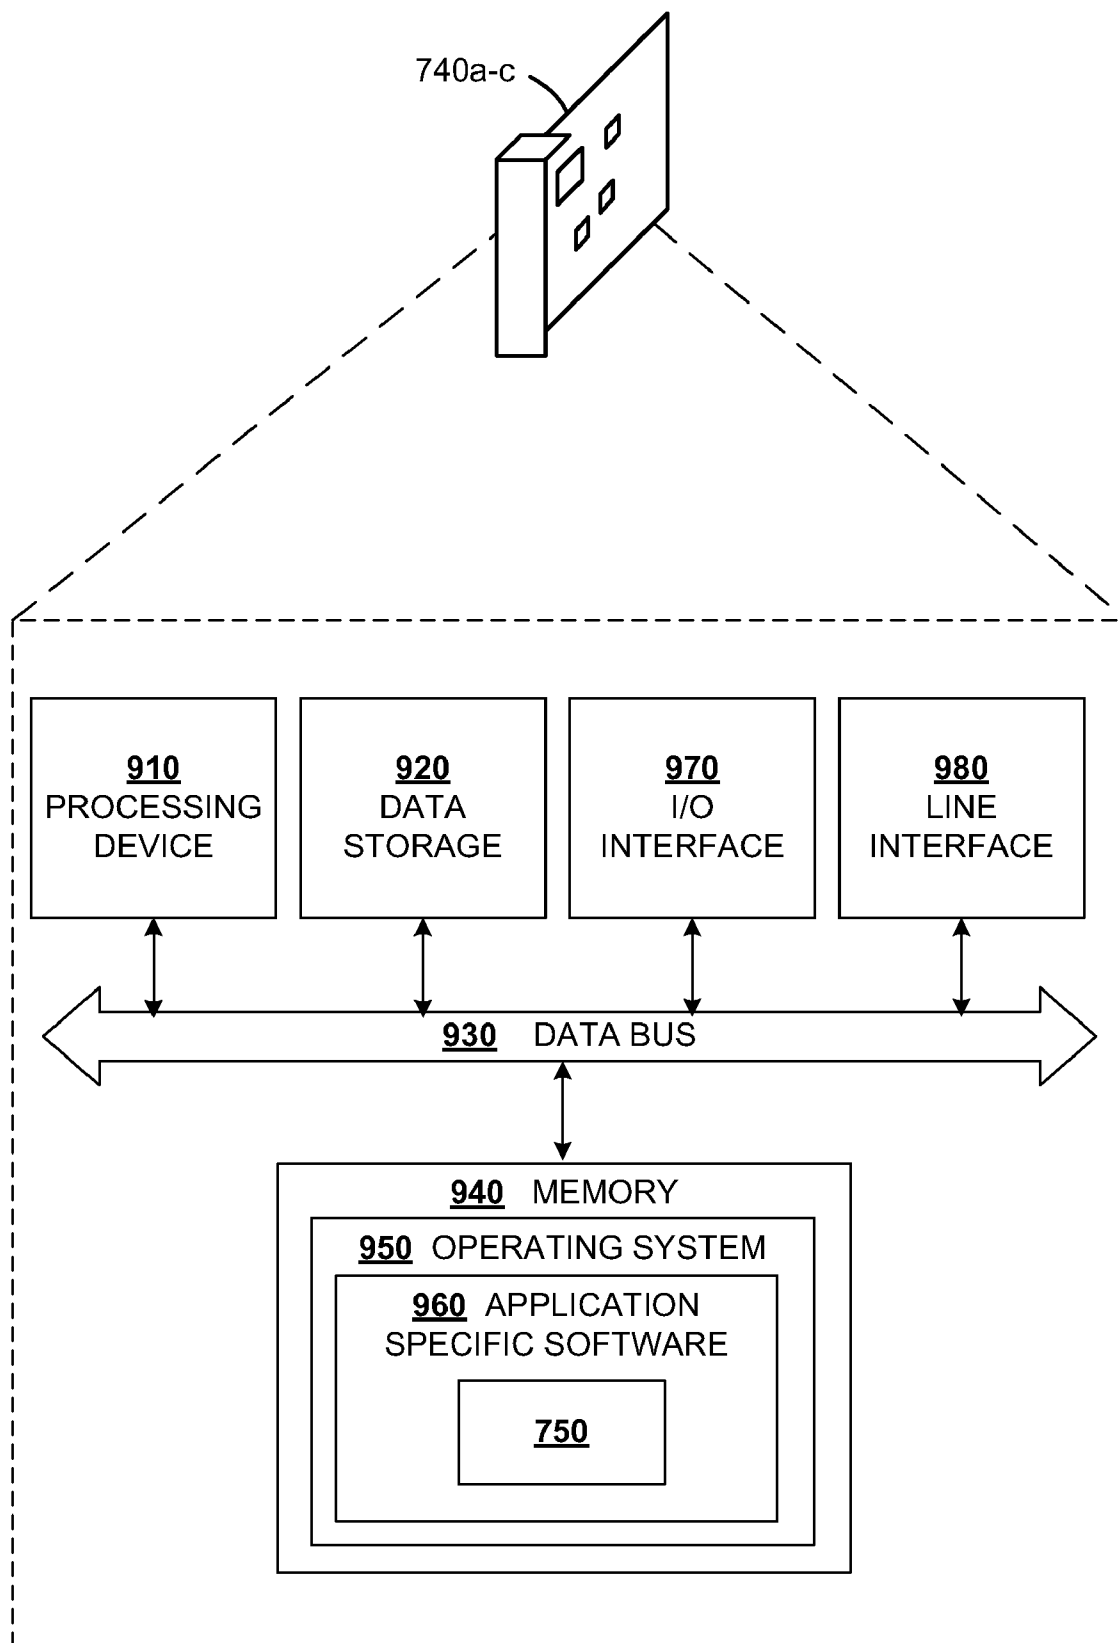 740a-c
910
PROCESSING
DEVICE
920
DATA
STORAGE
970
I/O
INTERFACE
980
LINE
INTERFACE
930 DATA BUS
940 MEMORY
950 OPERATING SYSTEM
960 APPLICATION
SPECIFIC SOFTWARE
750